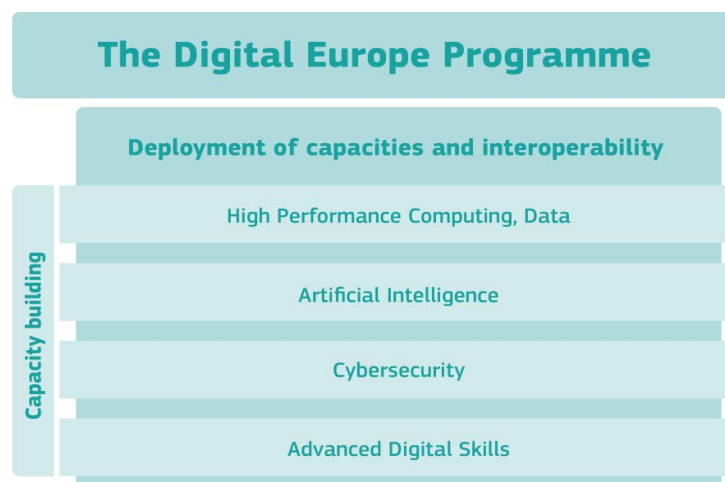 The Digital Europe Programme
Deployment of capacities and interoperability
Capacity building
High Performance Computing, Data
Artificial Intelligence
Cybersecurity
Advanced Digital Skills